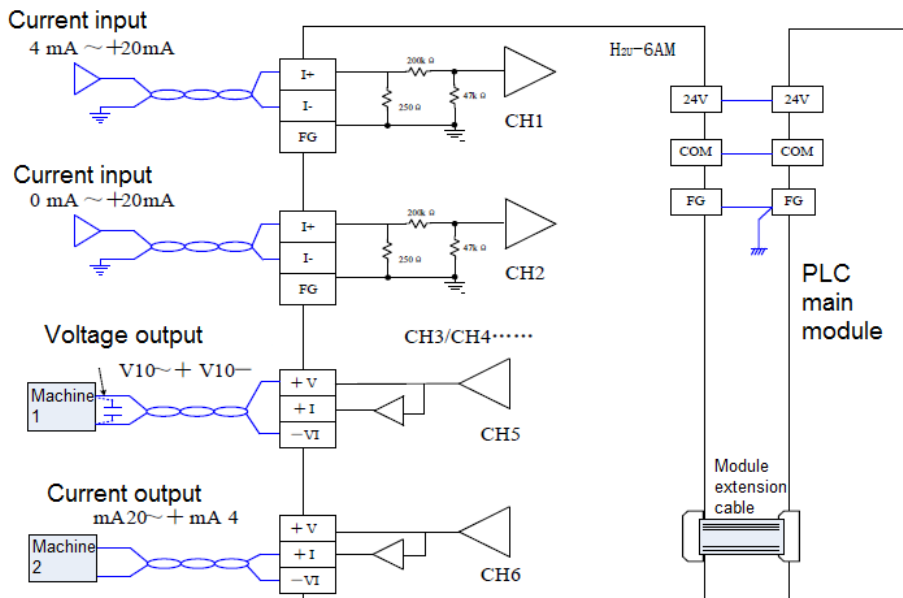 Current input
4 mA ～+20mA
I+
I-
FG
200k Ω
250 Ω
47k Ω
CH1
H2U-6AM
24V
24V
COM
COM
FG
FG
PLC
main
module
Current input
0 mA ～+20mA
I+
I-
FG
200k Ω
250 Ω
47k Ω
CH2
CH3/CH4······
Voltage output
V10～+ V10—
Machine
1
+V
+I
—VI
CH5
Current output
mA20～+ mA 4
Machine
2
+V
+I
—VI
CH6
Module
extension
cable